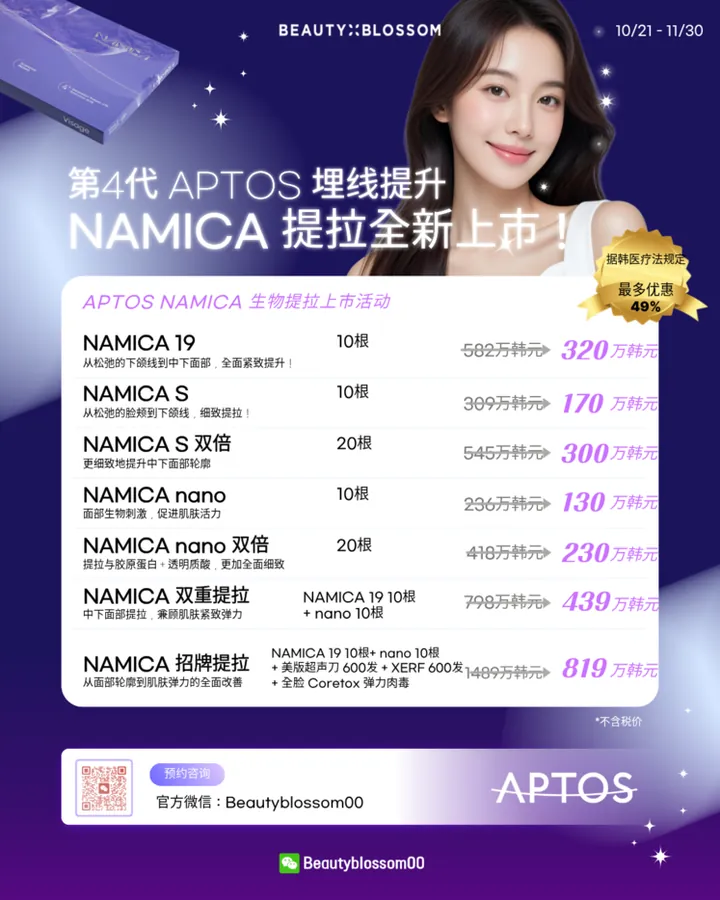 BEAUTY BLOSSOM
10/21 - 11/30
Visage
第4代 APTOS 埋线提升
NAMICA 提拉全新上市！
据韩医疗法规定
最多优惠
49%
APTOS NAMICA 生物提拉上市活动
NAMICA 19 10根 582万韩元 320万韩元
从松弛的下颌线到中下面部，全面紧致提升！
NAMICA S 10根 309万韩元 170 万韩元
从松弛的脸颊到下颌线，细致提拉！
NAMICA S 双倍 20根 545万韩元 300万韩元
更细致地提升中下面部轮廓
NAMICA nano 10根 236万韩元 130 万韩元
面部生物刺激，促进肌肤活力
NAMICA nano 双倍 20根 418万韩元 230万韩元
提拉与胶原蛋白 + 透明质酸，更加全面细致
NAMICA 双重提拉 NAMICA 19 10根 798万韩元 439万韩元
中下面部提拉，兼顾肌肤紧致弹力 + nano 10根
NAMICA 招牌提拉 NAMICA 19 10根+ nano 10根 1489万韩元 819 万韩元
从面部轮廓到肌肤弹力的全面改善 + 美版超声刀 600发 + XERF 600发
+ 全脸 Coretox 弹力肉毒
*不含税价
预约咨询
官方微信：Beautyblossom00
APTOS
Beautyblossom00